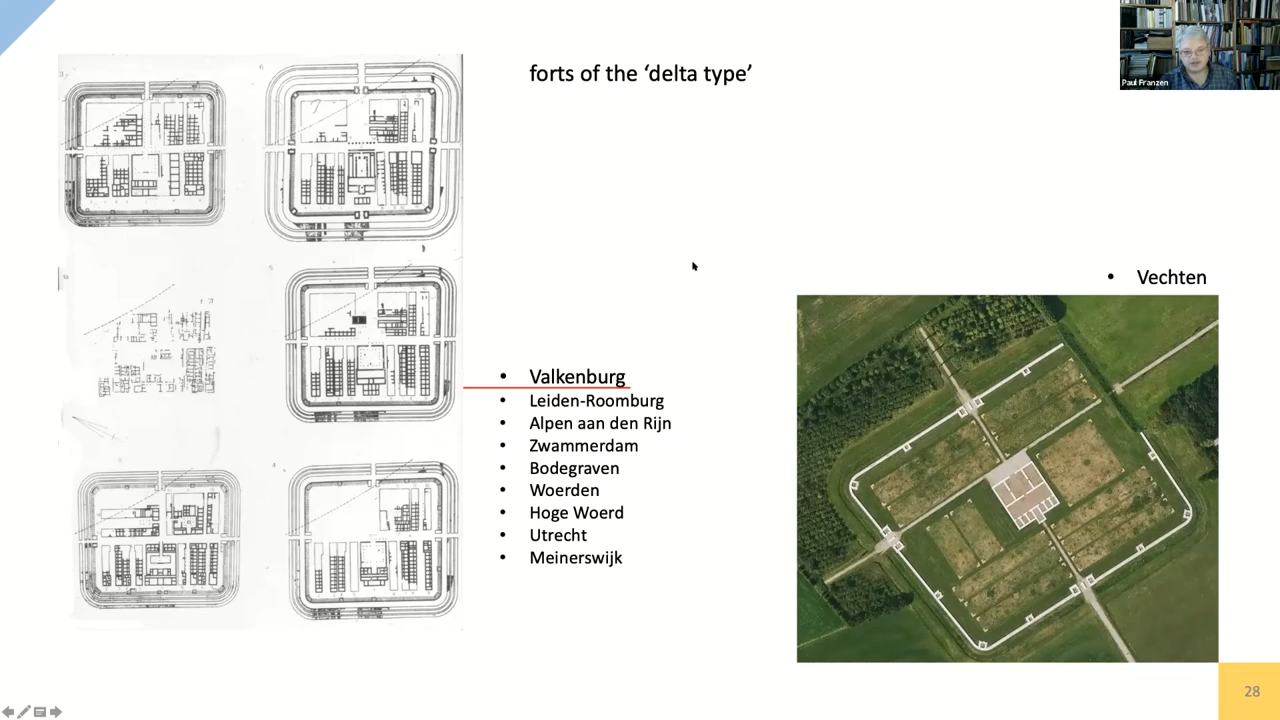 forts of the ‘delta type’
Paul Franzen
• Vechten
• Valkenburg
• Leiden-Roomburg
• Alpen aan den Rijn
• Zwammerdam
• Bodegraven
• Woerden
• Hoge Woerd
• Utrecht
• Meinerswijk
28